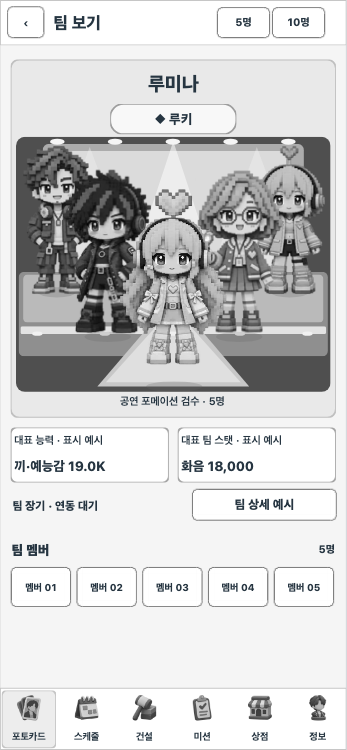 ‹ 팀 보기 5명 10명
루미나
◆ 루키
공연 포메이션 검수 · 5명
대표 능력 · 표시 예시
끼·예능감 19.0K
대표 팀 스탯 · 표시 예시
화음 18,000
팀 장기 · 연동 대기
팀 상세 예시
팀 멤버 5명
멤버 01 멤버 02 멤버 03 멤버 04 멤버 05
포토카드 스케줄 건설 미션 상점 정보